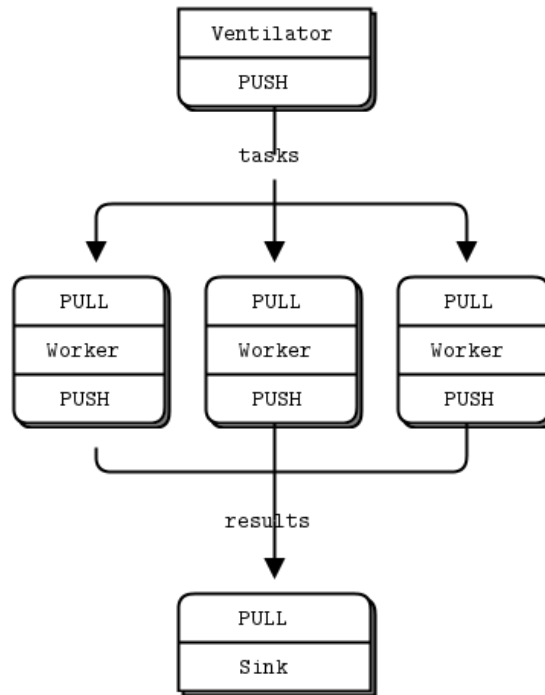 Ventilator
PUSH
tasks
PULL PULL PULL
Worker Worker Worker
PUSH PUSH PUSH
results
PULL
Sink